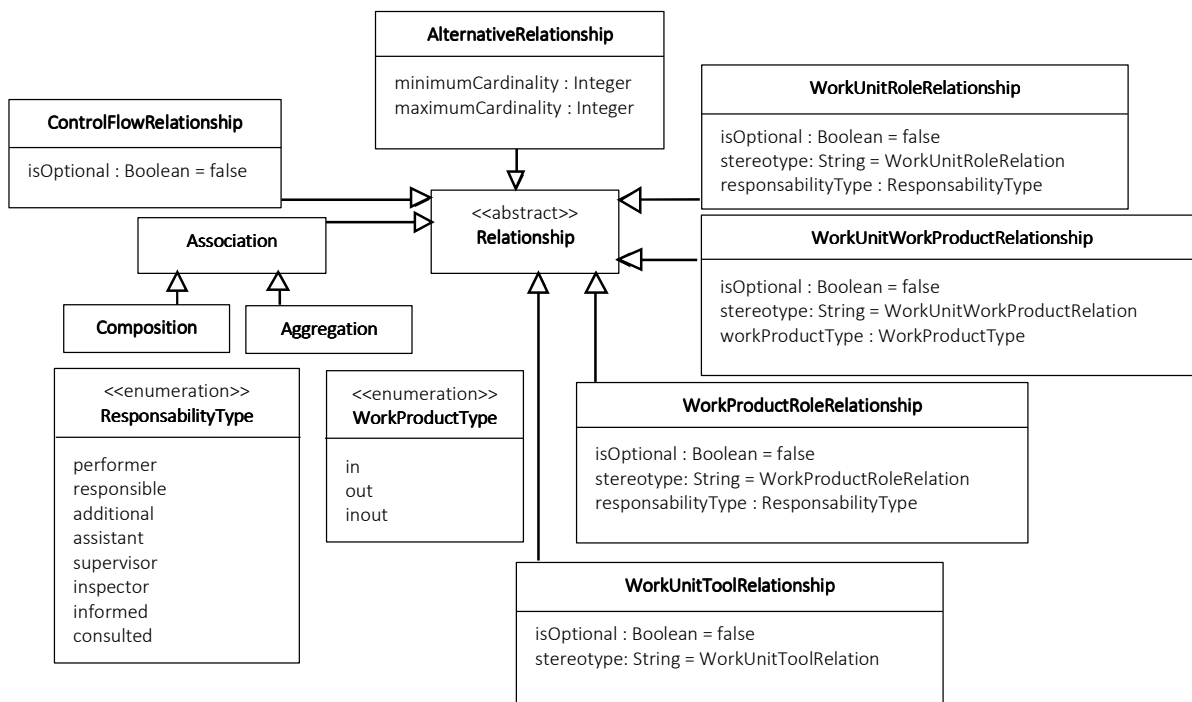 AlternativeRelationship
minimumCardinality : Integer
maximumCardinality : Integer
WorkUnitRoleRelationship
isOptional : Boolean = false
stereotype: String = WorkUnitRoleRelation
responsabilityType : ResponsabilityType
ControlFlowRelationship
isOptional : Boolean = false
<<abstract>>
Relationship
Association
WorkUnitWorkProductRelationship
isOptional : Boolean = false
stereotype: String = WorkUnitWorkProductRelation
workProductType : WorkProductType
Composition
Aggregation
<<enumeration>>
ResponsabilityType
performer
responsible
additional
assistant
supervisor
inspector
informed
consulted
<<enumeration>>
WorkProductType
in
out
inout
WorkProductRoleRelationship
isOptional : Boolean = false
stereotype: String = WorkProductRoleRelation
responsabilityType : ResponsabilityType
WorkUnitToolRelationship
isOptional : Boolean = false
stereotype: String = WorkUnitToolRelation